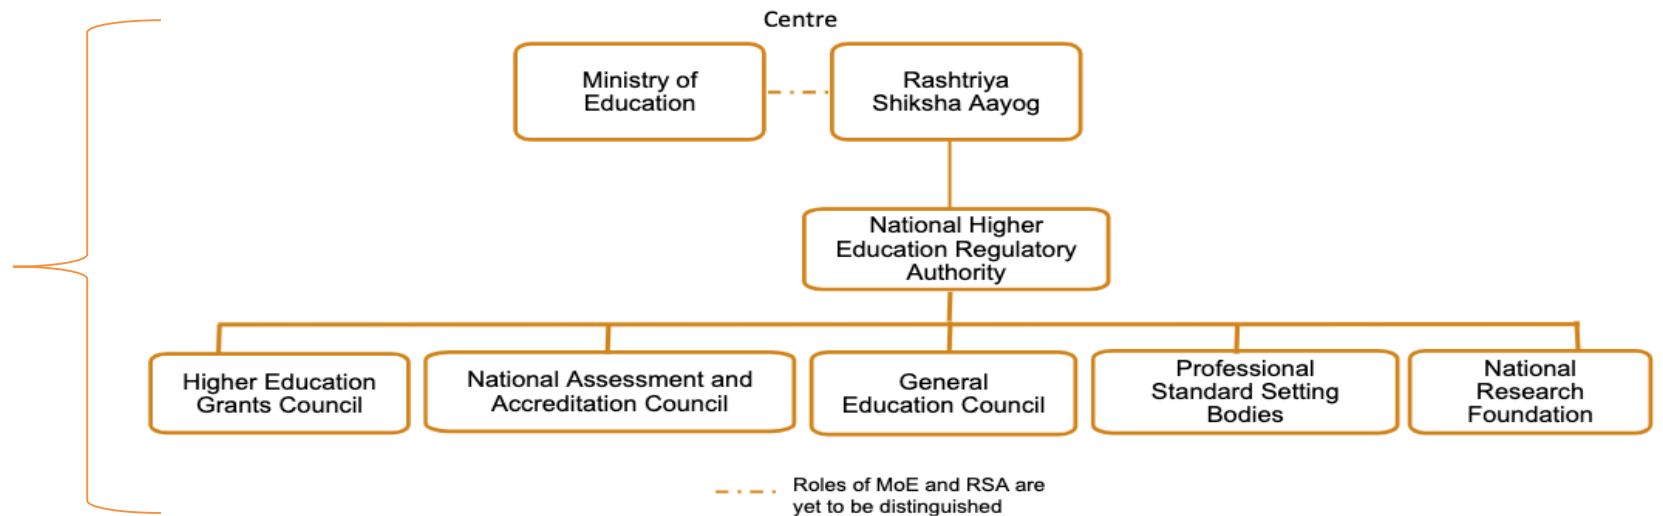 Centre
Ministry of
Education
Rashtriya
Shiksha Aayog
National Higher
Education Regulatory
Authority
Higher Education
Grants Council
National Assessment and
Accreditation Council
General
Education Council
Professional
Standard Setting
Bodies
National
Research
Foundation
Roles of MoE and RSA are
yet to be distinguished